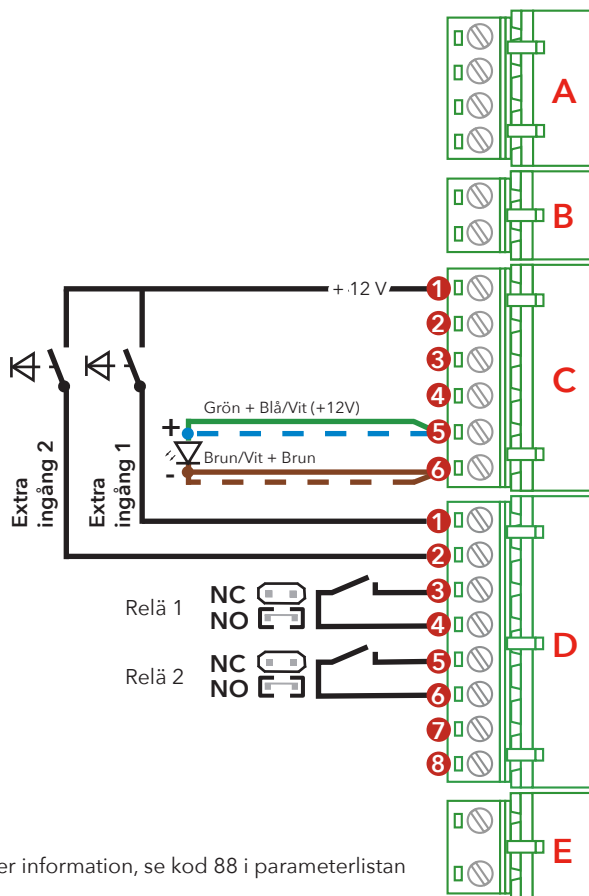 A
B
+ 12 V
1
2
3
4
C
Grön + Blå/Vit (+12V)
+
5
Brun/Vit + Brun
-
6
Extra
ingång 2
Extra
ingång 1
1
2
Relä 1
NC
3
NO
4
D
Relä 2
NC
5
NO
6
7
8
E
er information, se kod 88 i parameterlistan